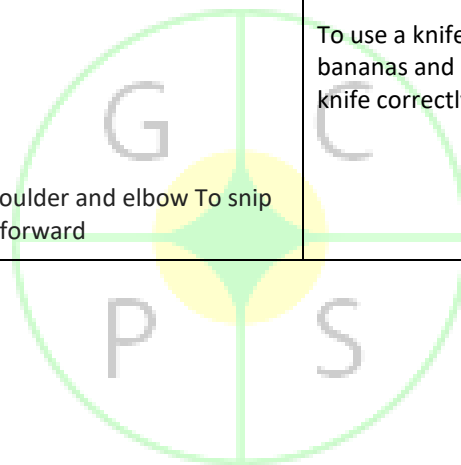 To use a knife
bananas and
knife correctl
G C
oulder and elbow To snip
forward
P S